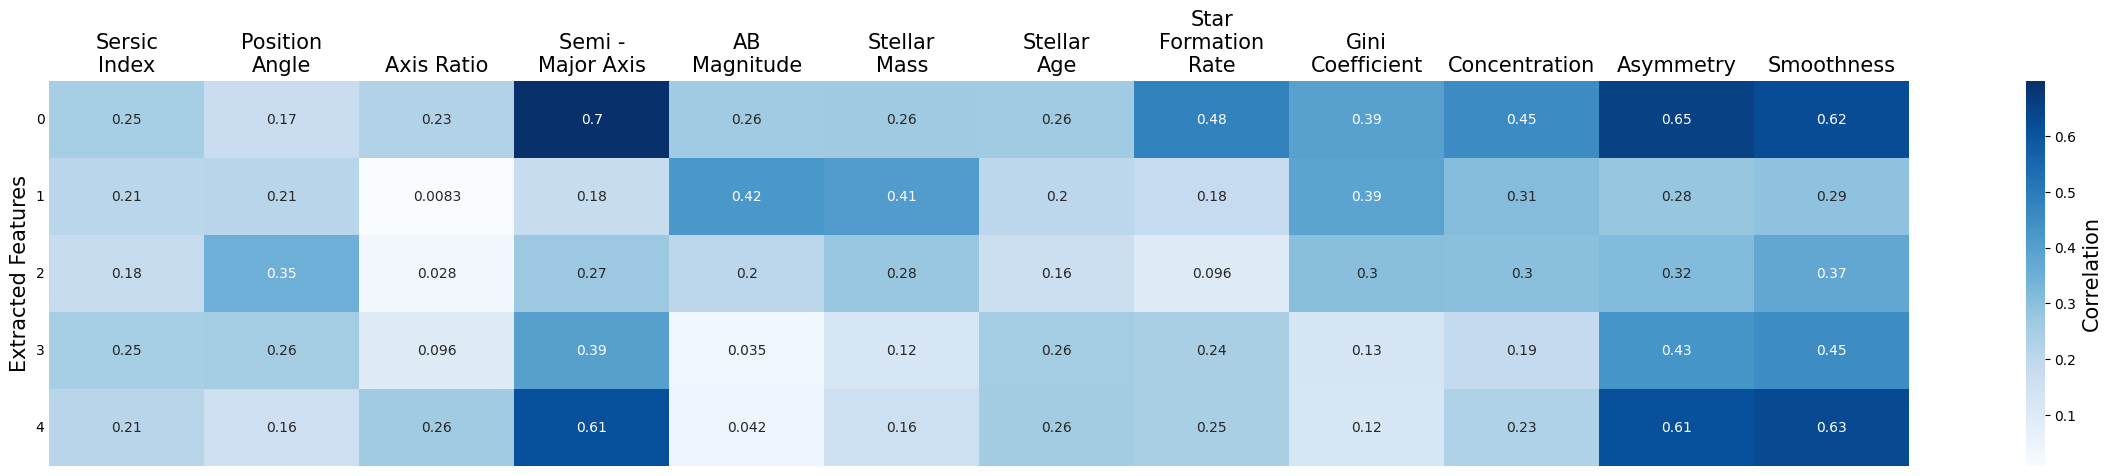 Star
Sersic Position Semi - AB Stellar Stellar Formation Gini
Index Angle Axis Ratio Major Axis Magnitude Mass Age Rate Coefficient Concentration Asymmetry Smoothness
0 0.25 0.17 0.23 0.7 0.26 0.26 0.26 0.48 0.39 0.45 0.65 0.62
1 0.21 0.21 0.0083 0.18 0.42 0.41 0.2 0.18 0.39 0.31 0.28 0.29
2 0.18 0.35 0.028 0.27 0.2 0.28 0.16 0.096 0.3 0.3 0.32 0.37
3 0.25 0.26 0.096 0.39 0.035 0.12 0.26 0.24 0.13 0.19 0.43 0.45
4 0.21 0.16 0.26 0.61 0.042 0.16 0.26 0.25 0.12 0.23 0.61 0.63
Extracted Features
0.6
0.5
0.4
0.3
0.2
0.1
Correlation